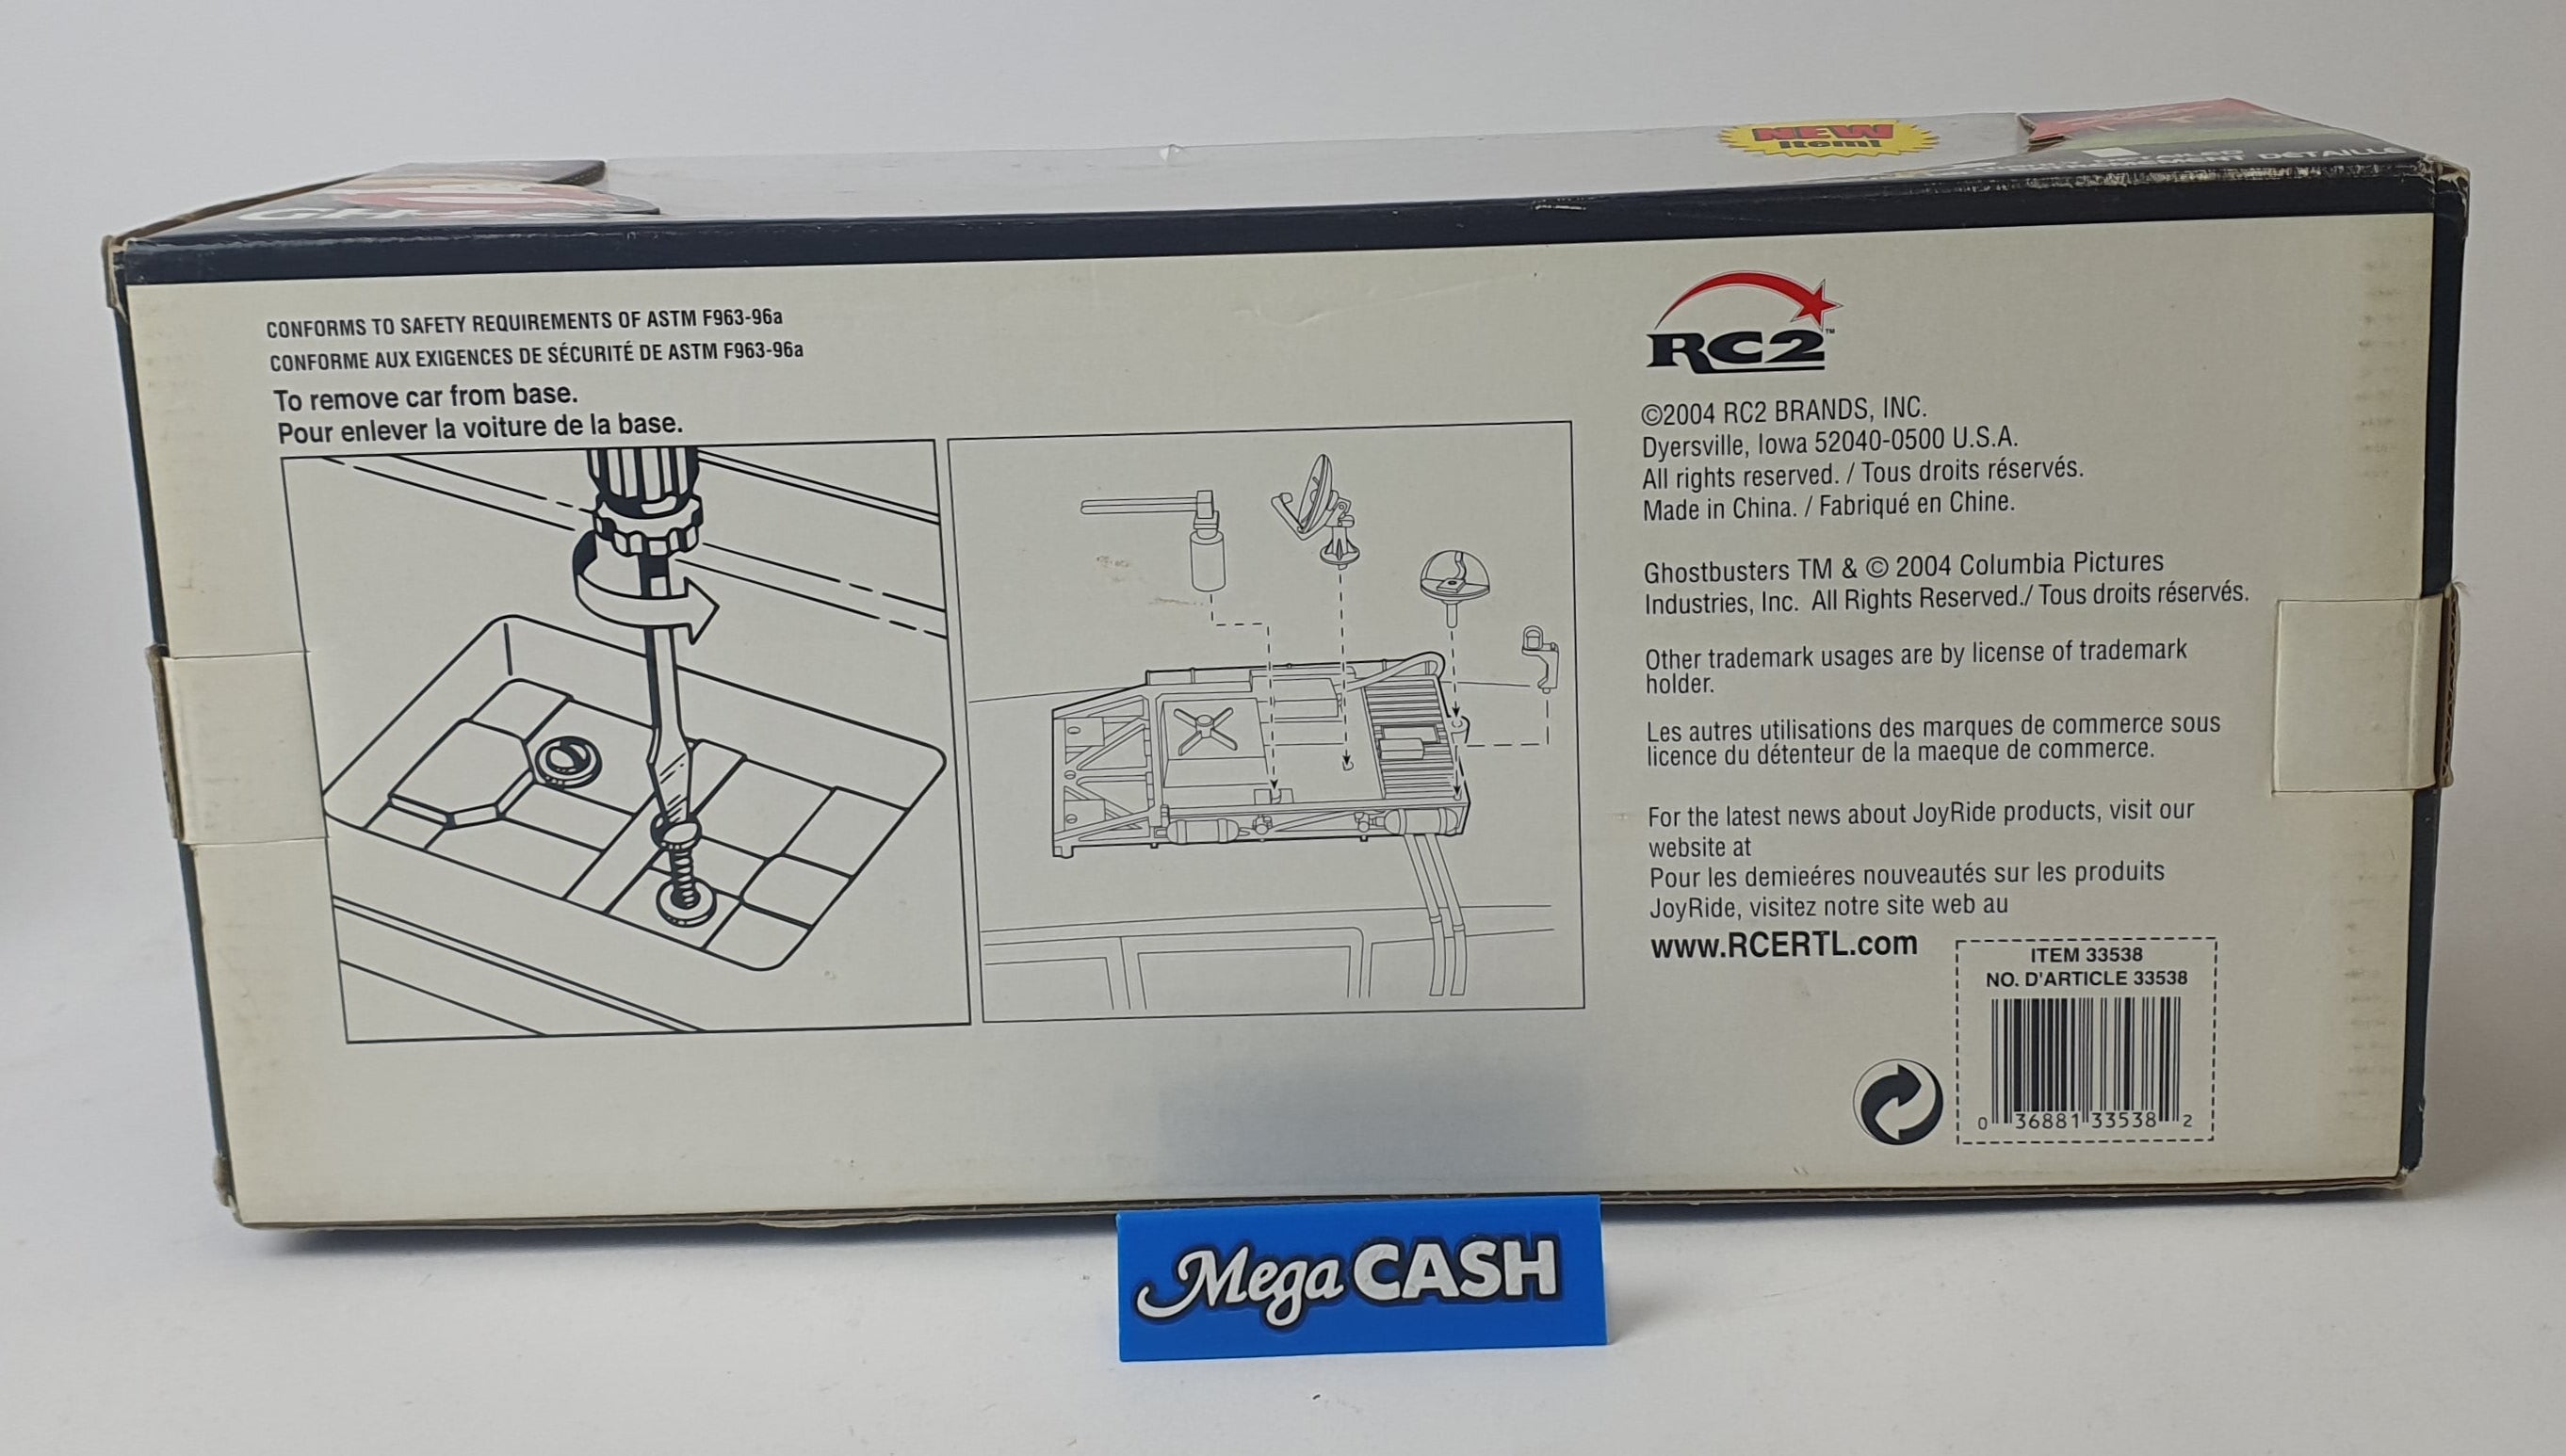 NEW
Item!
DÉTAILLÉ
CONFORMS TO SAFETY REQUIREMENTS OF ASTM F963-96a
CONFORME AUX EXIGENCES DE SÉCURITÉ DE ASTM F963-96a
To remove car from base.
Pour enlever la voiture de la base.
RC2™
©2004 RC2 BRANDS, INC.
Dyersville, Iowa 52040-0500 U.S.A.
All rights reserved. / Tous droits réservés.
Made in China. / Fabriqué en Chine.
Ghostbusters TM & © 2004 Columbia Pictures
Industries, Inc. All Rights Reserved./ Tous droits réservés.
Other trademark usages are by license of trademark
holder.
Les autres utilisations des marques de commerce sous
licence du détenteur de la maeque de commerce.
For the latest news about JoyRide products, visit our
website at
Pour les demieéres nouveautés sur les produits
JoyRide, visitez notre site web au
www.RCERTL.com
ITEM 33538
NO. D'ARTICLE 33538
0 36881 33538 2
Mega CASH